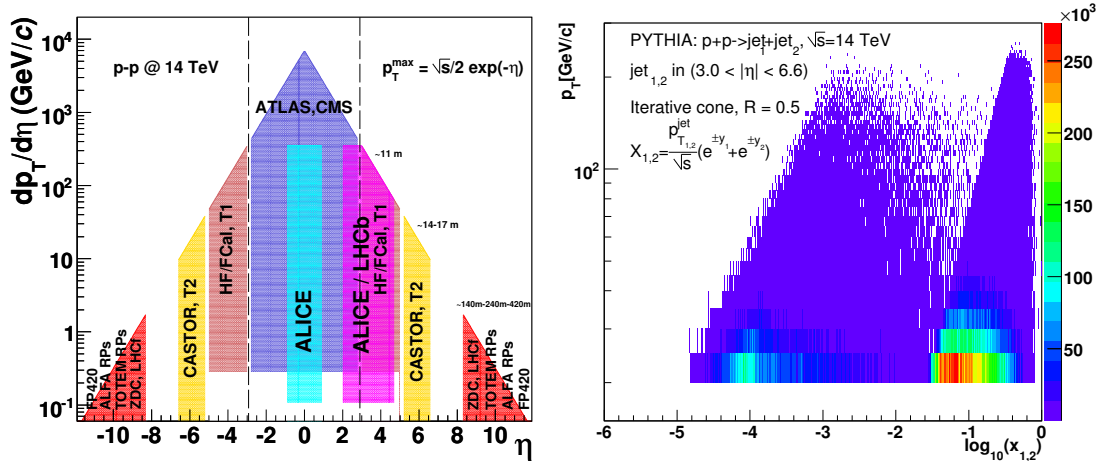 dp_T/dη (GeV/c)
10^4
10^3
10^2
10
1
10^-1
p-p @ 14 TeV
p_T^max = √s/2 exp(-η)
ATLAS,CMS
~11 m
~14-17 m
~140m-240m-420m
FP420
ALFA RPs
TOTEM RPs
ZDC, LHCf
CASTOR, T2
HF/FCal, T1
ALICE
ALICE / LHCb
HF/FCal, T1
CASTOR, T2
ZDC, LHCf
TOTEM RPs
ALFA RPs
FP420
-10 -8 -6 -4 -2 0 2 4 6 8 10
η
p_T[GeV/c]
10^2
PYTHIA: p+p->jet_1+jet_2, √s=14 TeV
jet_1,2 in (3.0 < |η| < 6.6)
Iterative cone, R = 0.5
X_1,2=p_T_1,2^jet/√s(e^±y_1+e^±y_2)
-6 -5 -4 -3 -2 -1 0
log_10(x_1,2)
×10^3
250
200
150
100
50